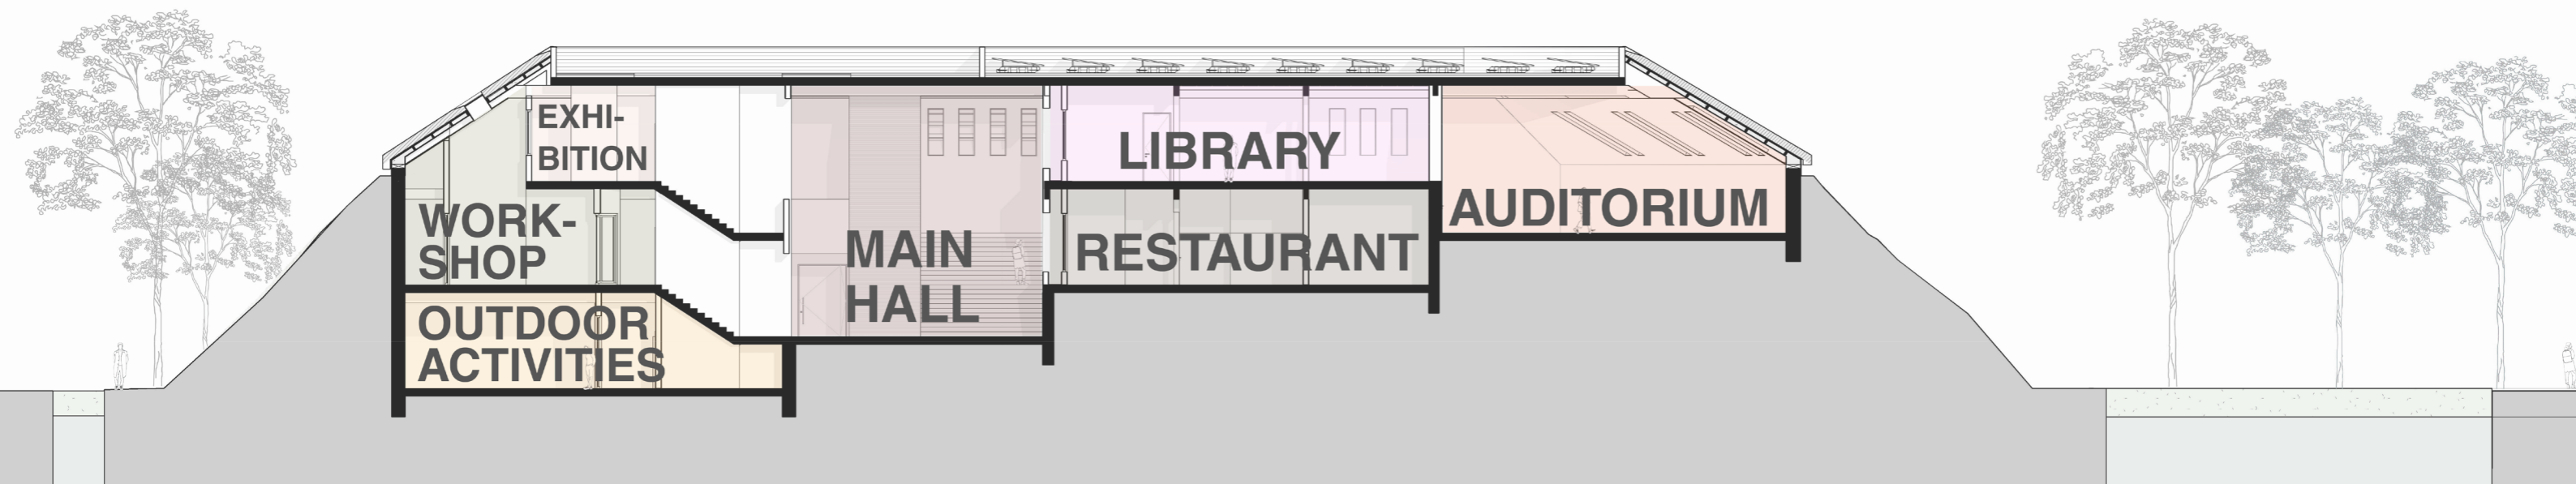 EXHI-
BITION
WORK-
SHOP
OUTDOOR
ACTIVITIES
MAIN
HALL
LIBRARY
RESTAURANT
AUDITORIUM